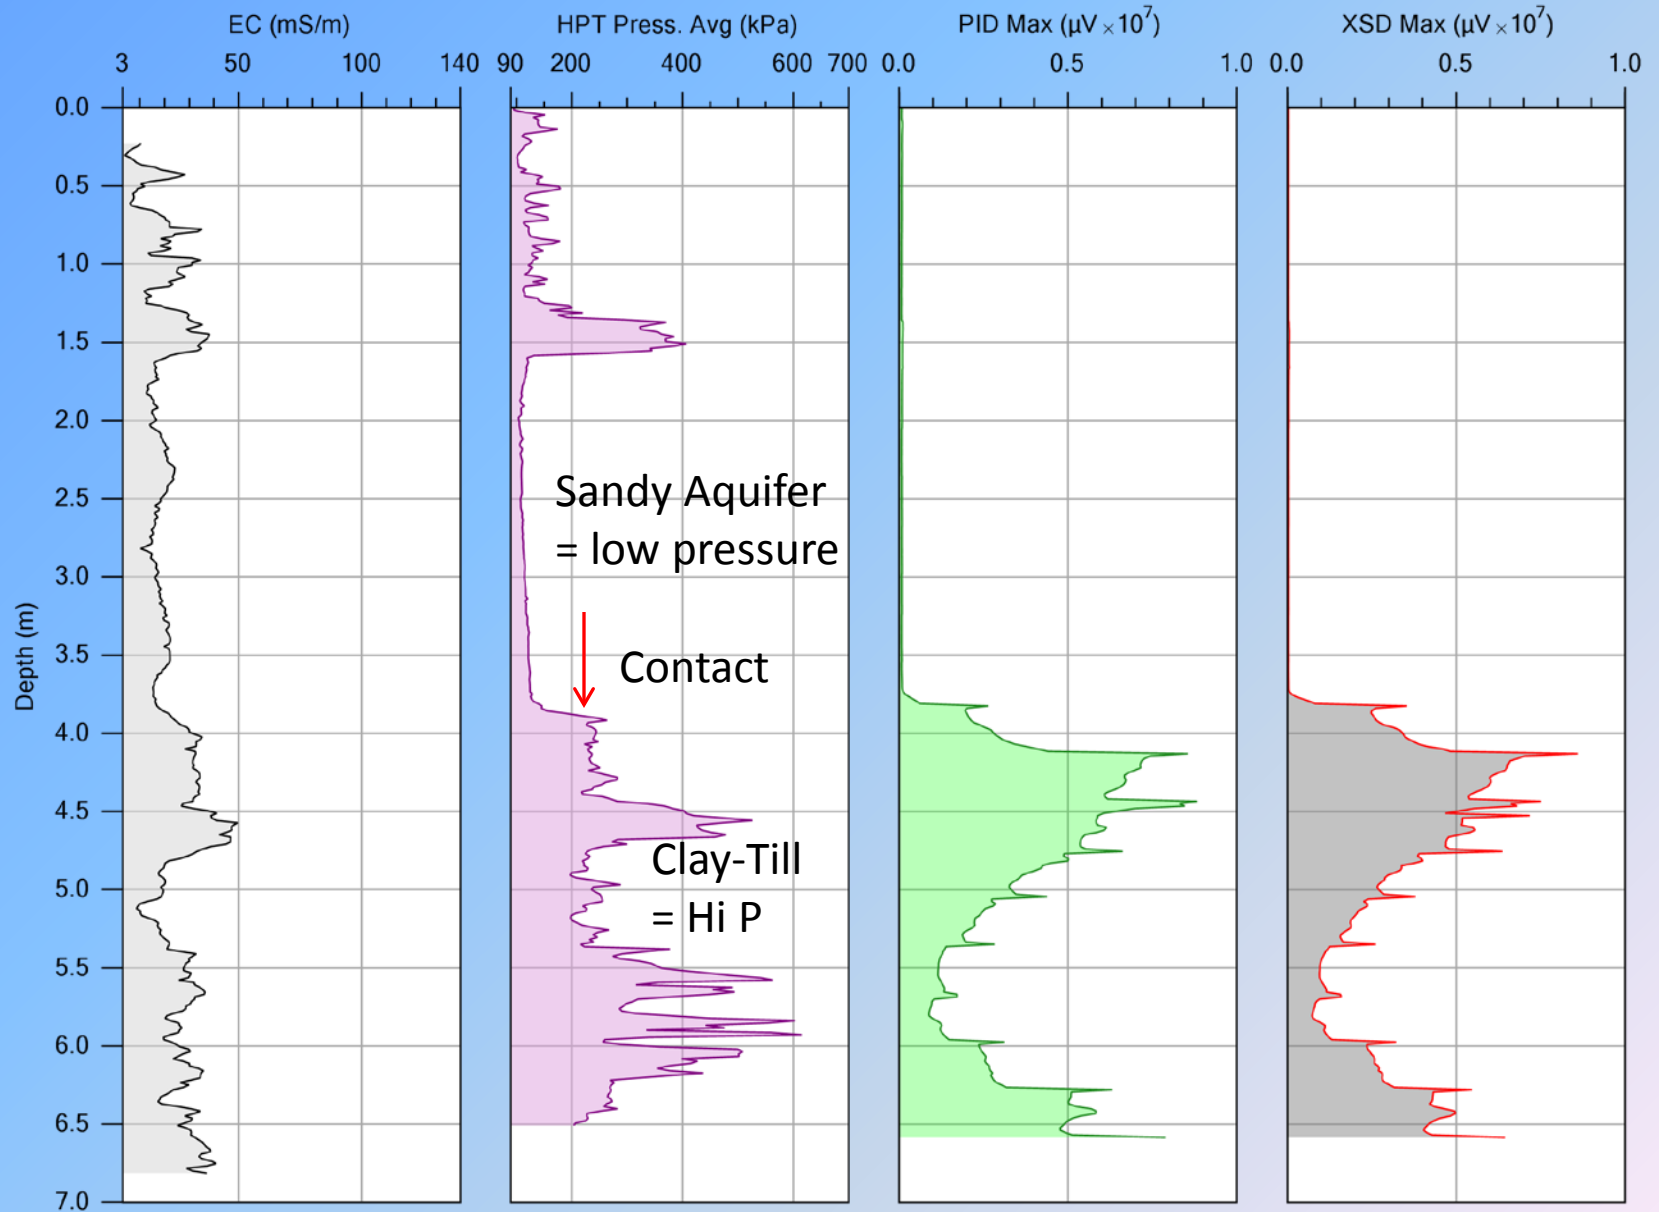 EC (mS/m)
HPT Press. Avg (kPa)
PID Max (µV ×10⁷)
XSD Max (µV ×10⁷)
3 50 100 140
90 200 400 600 700
0.0 0.5 1.0
0.0 0.5 1.0
Depth (m)
0.0
0.5
1.0
1.5
2.0
2.5
3.0
3.5
4.0
4.5
5.0
5.5
6.0
6.5
7.0
Sandy Aquifer
= low pressure
Contact
Clay-Till
= Hi P